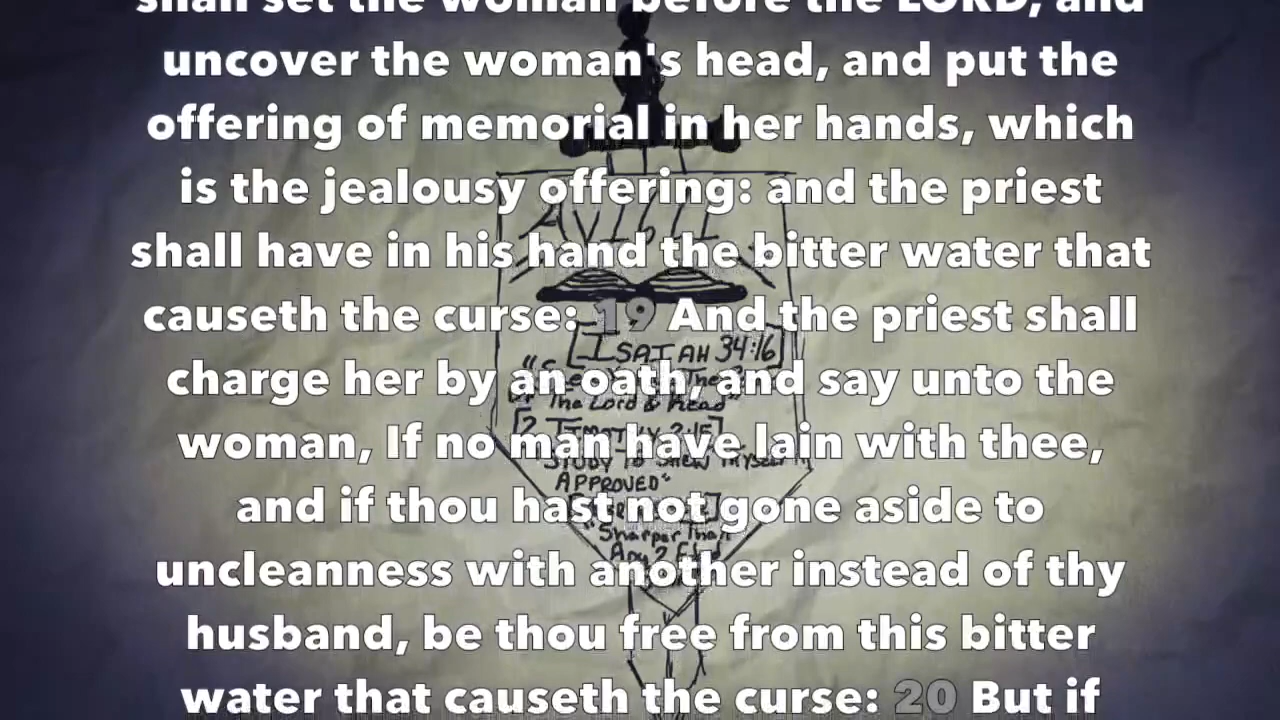 shall set the woman before the LORD, and
uncover the woman's head, and put the
offering of memorial in her hands, which
is the jealousy offering: and the priest
shall have in his hand the bitter water that
causeth the curse: 19 And the priest shall
charge her by an oath, and say unto the
woman, If no man have lain with thee,
and if thou hast not gone aside to
uncleanness with another instead of thy
husband, be thou free from this bitter
water that causeth the curse: 20 But if
[ISAIAH 34:16]
The Lord & Read"
[2 Timothy 2:15]
"STUDY To SHEW Thyself
APPROVED"
"Sharper Than
Any 2 Ed